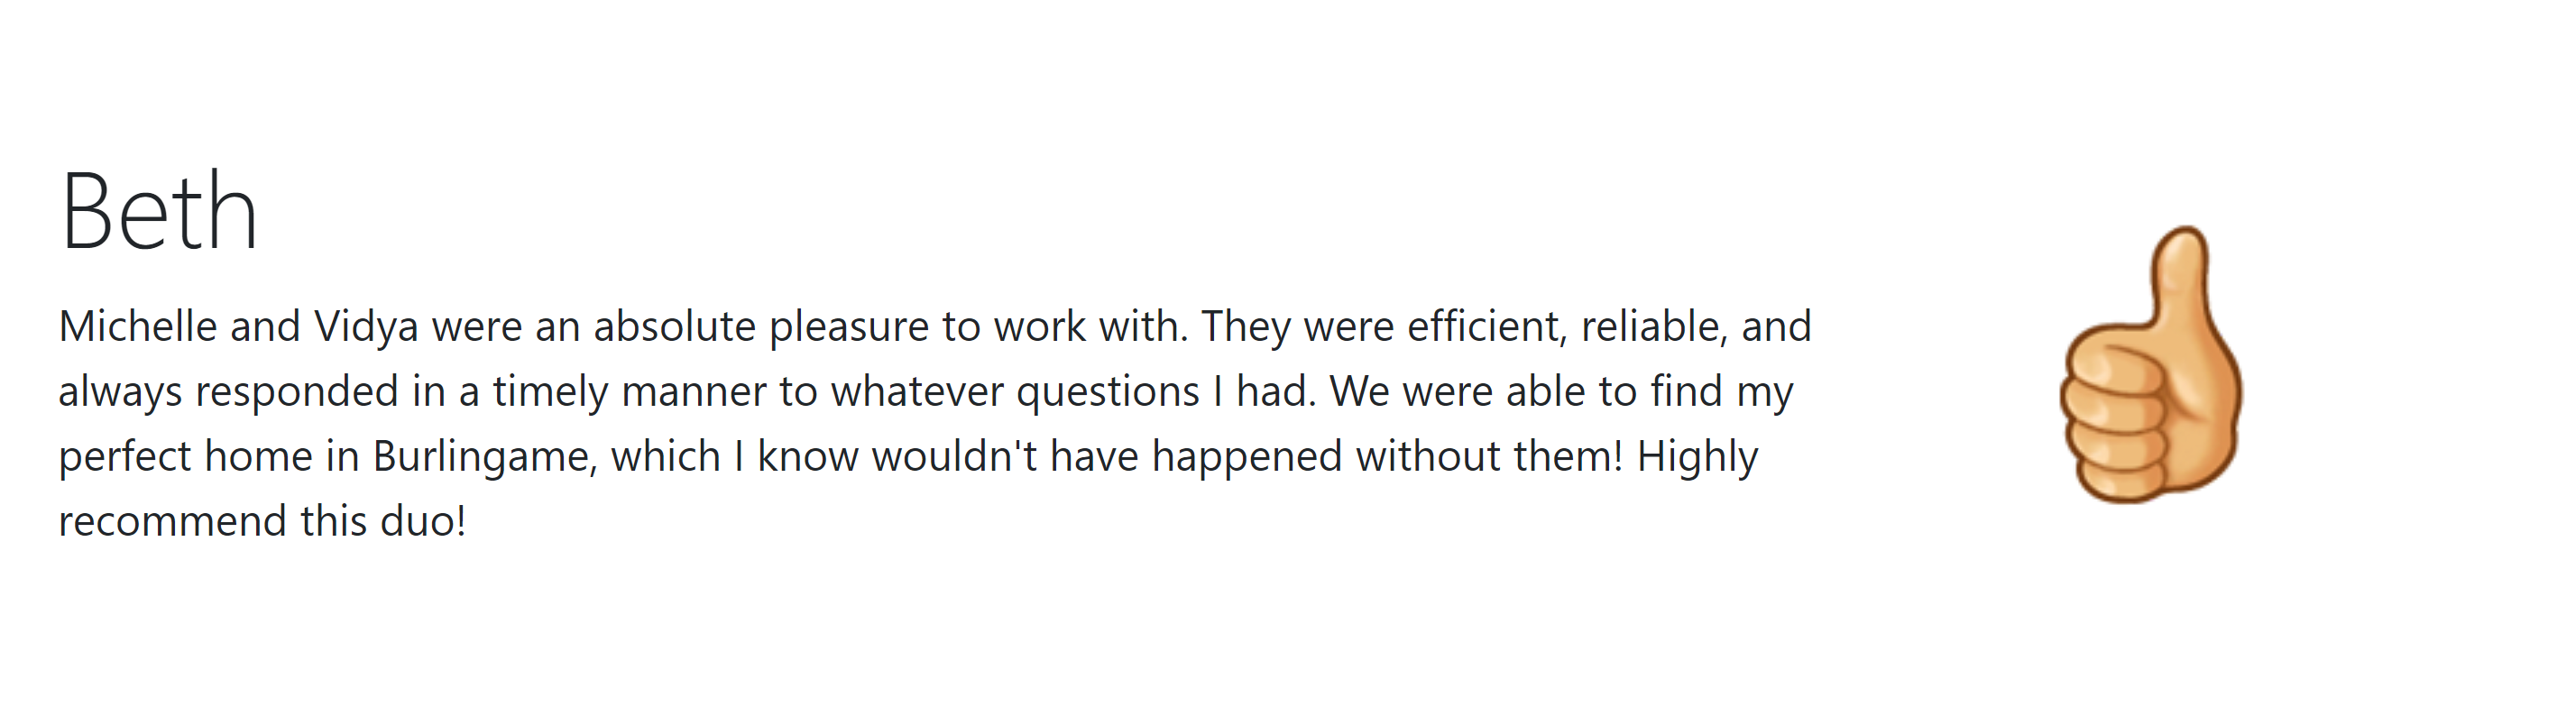 Beth
Michelle and Vidya were an absolute pleasure to work with. They were efficient, reliable, and
always responded in a timely manner to whatever questions I had. We were able to find my
perfect home in Burlingame, which I know wouldn't have happened without them! Highly
recommend this duo!